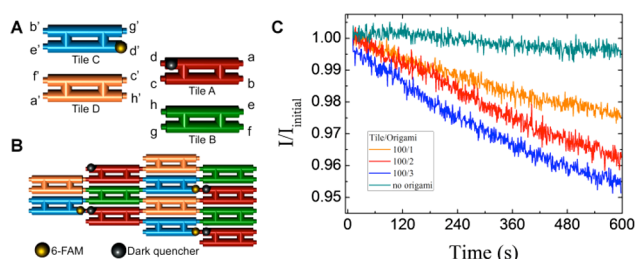 A
b’ g’
e’ d’
Tile C
f’ c’
a’ h’
Tile D
d a
c b
Tile A
h e
g f
Tile B
B
6-FAM
Dark quencher
C
I/Iinitial
1.00
0.99
0.98
0.97
0.96
0.95
Tile/Origami
100/1
100/2
100/3
no origami
0 120 240 360 480 600
Time (s)